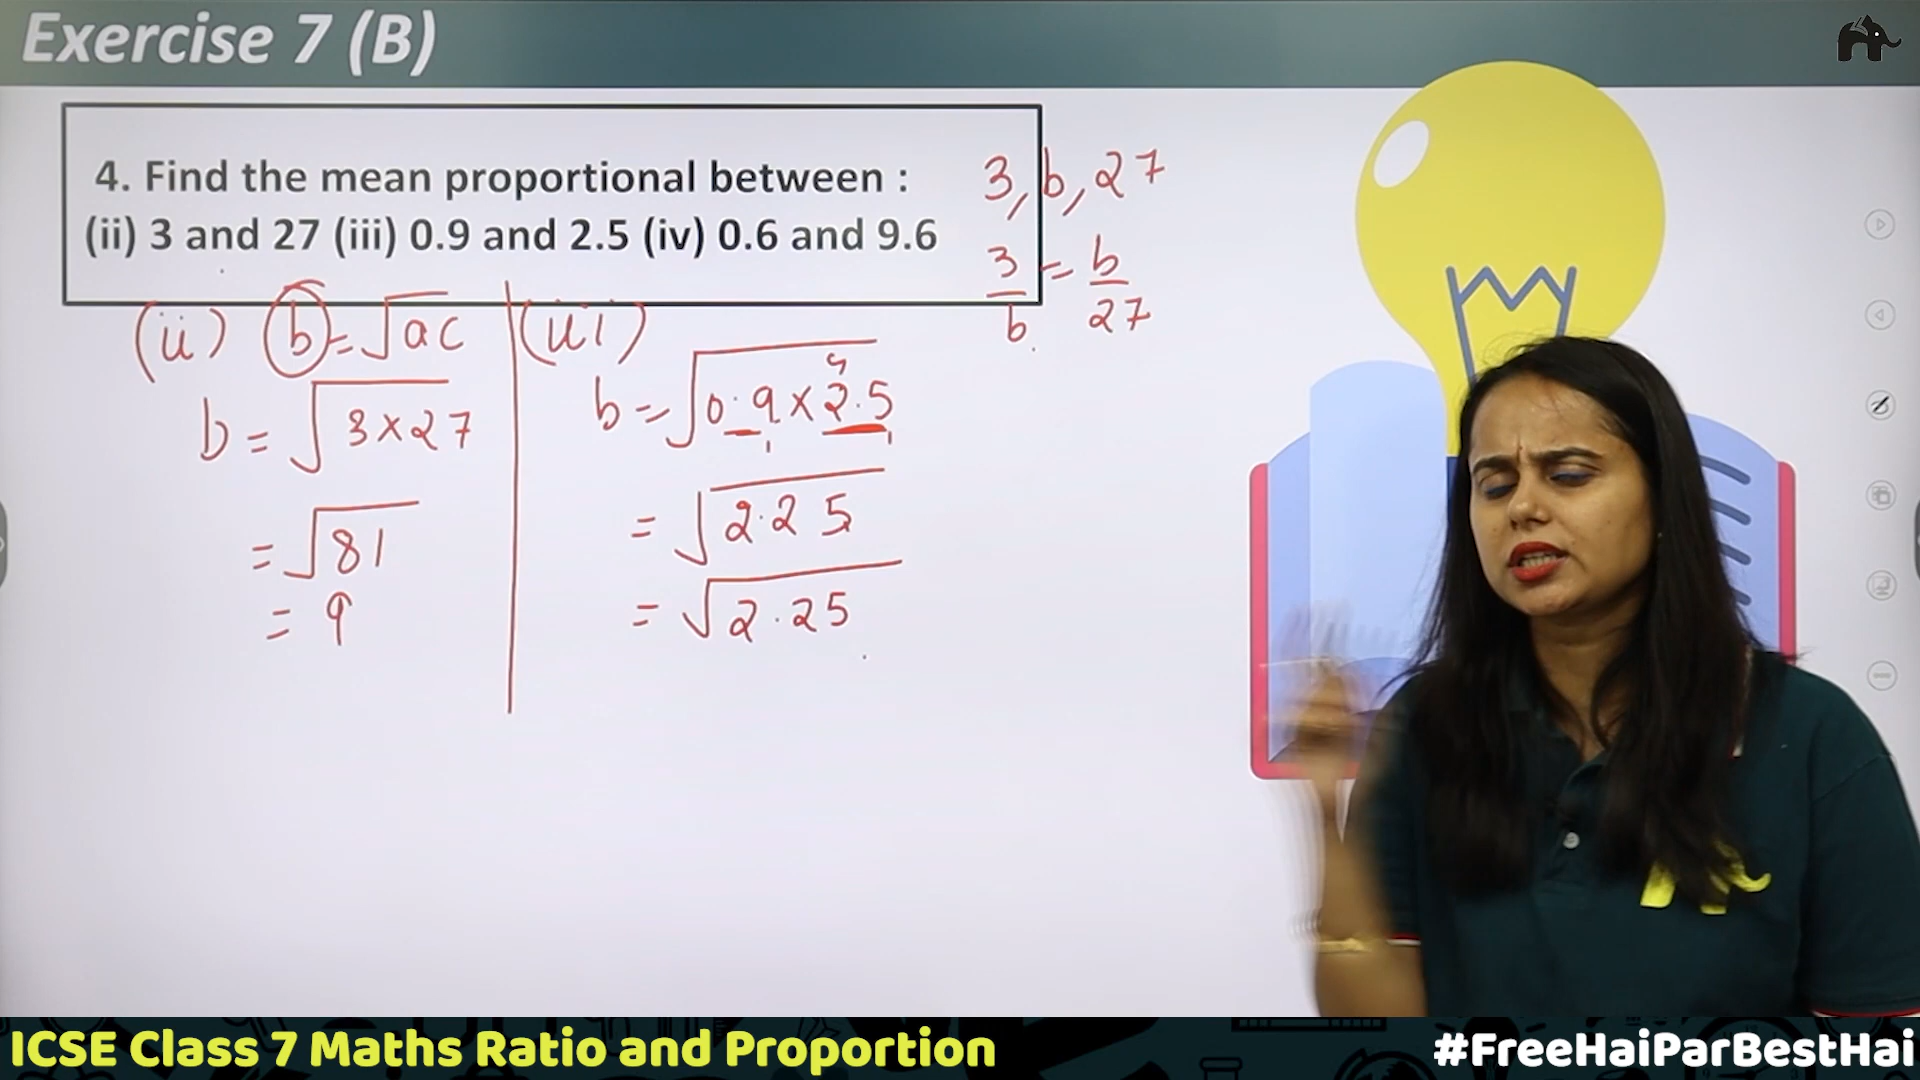 Exercise 7 (B)
4. Find the mean proportional between :
(ii) 3 and 27 (iii) 0.9 and 2.5 (iv) 0.6 and 9.6
3, b, 27
3/b = b/27
(ii) b = √ac
b = √3×27
= √81
= 9
(iii)
b = √0.9×2.5
= √2.25
= √2.25
ICSE Class 7 Maths Ratio and Proportion
#FreeHaiParBestHai